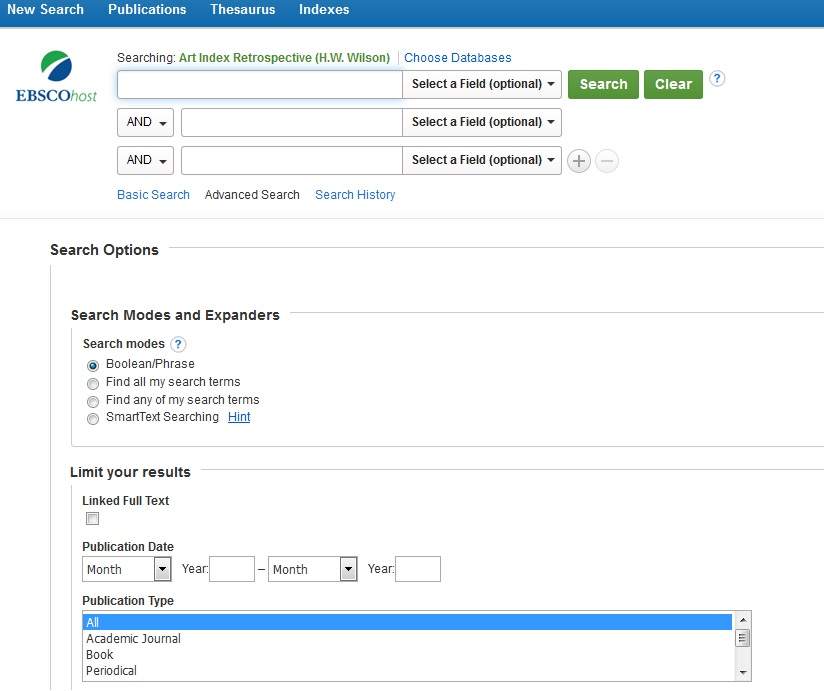 New Search Publications Thesaurus Indexes
Searching: Art Index Retrospective (H.W. Wilson) Choose Databases
EBSCOhost
Select a Field (optional) Search Clear ?
AND Select a Field (optional)
AND Select a Field (optional)
Basic Search Advanced Search Search History
Search Options
Search Modes and Expanders
Search modes ?
Boolean/Phrase
Find all my search terms
Find any of my search terms
SmartText Searching Hint
Limit your results
Linked Full Text
Publication Date
Month Year: – Month Year:
Publication Type
All
Academic Journal
Book
Periodical